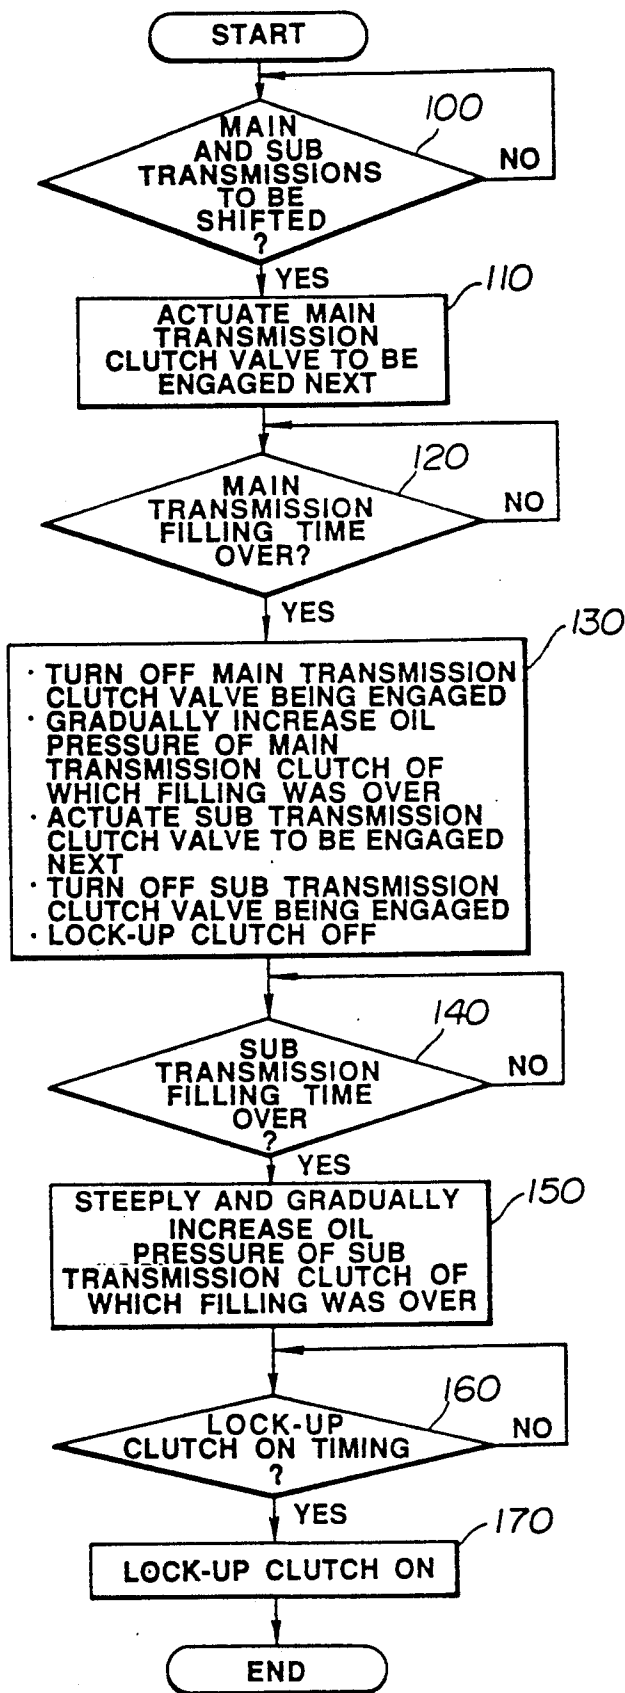 START
100
MAIN
AND SUB
TRANSMISSIONS
TO BE
SHIFTED
?
NO
YES
110
ACTUATE MAIN
TRANSMISSION
CLUTCH VALVE TO BE
ENGAGED NEXT
120
MAIN
TRANSMISSION
FILLING TIME
OVER?
NO
YES
130
· TURN OFF MAIN TRANSMISSION
CLUTCH VALVE BEING ENGAGED
· GRADUALLY INCREASE OIL
PRESSURE OF MAIN
TRANSMISSION CLUTCH OF
WHICH FILLING WAS OVER
· ACTUATE SUB TRANSMISSION
CLUTCH VALVE TO BE ENGAGED
NEXT
· TURN OFF SUB TRANSMISSION
CLUTCH VALVE BEING ENGAGED
· LOCK-UP CLUTCH OFF
140
SUB
TRANSMISSION
FILLING TIME
OVER
?
NO
YES
150
STEEPLY AND GRADUALLY
INCREASE OIL
PRESSURE OF SUB
TRANSMISSION CLUTCH OF
WHICH FILLING WAS OVER
160
LOCK-UP
CLUTCH ON TIMING
?
NO
YES
170
LOCK-UP CLUTCH ON
END